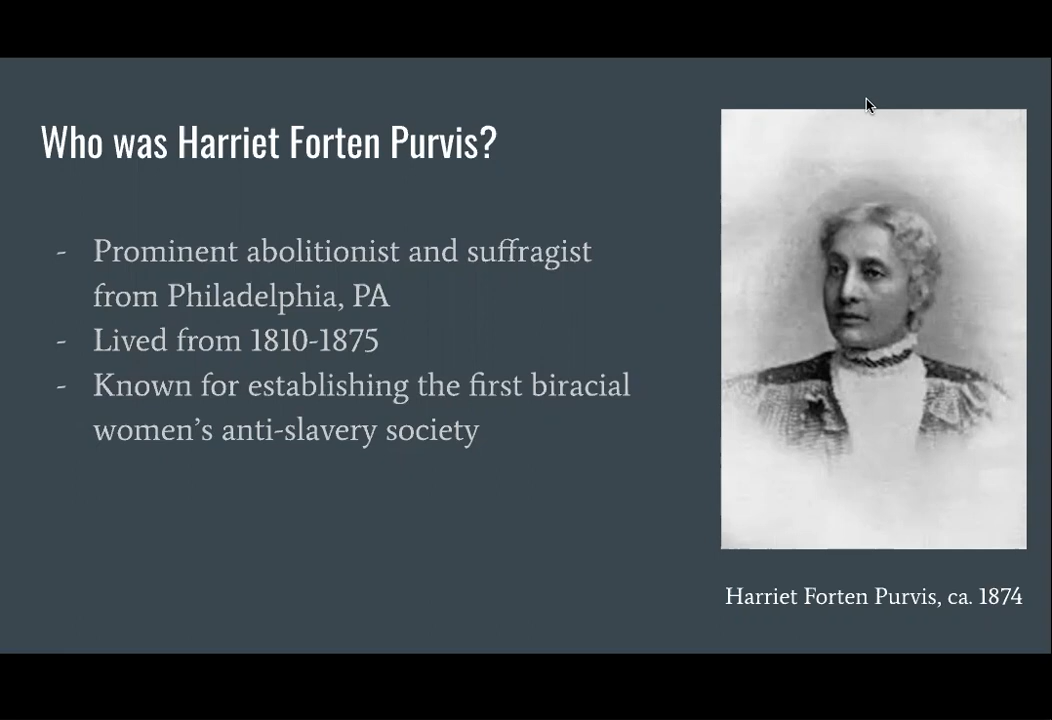 Who was Harriet Forten Purvis?
- Prominent abolitionist and suffragist
from Philadelphia, PA
- Lived from 1810-1875
- Known for establishing the first biracial
women's anti-slavery society
Harriet Forten Purvis, ca. 1874